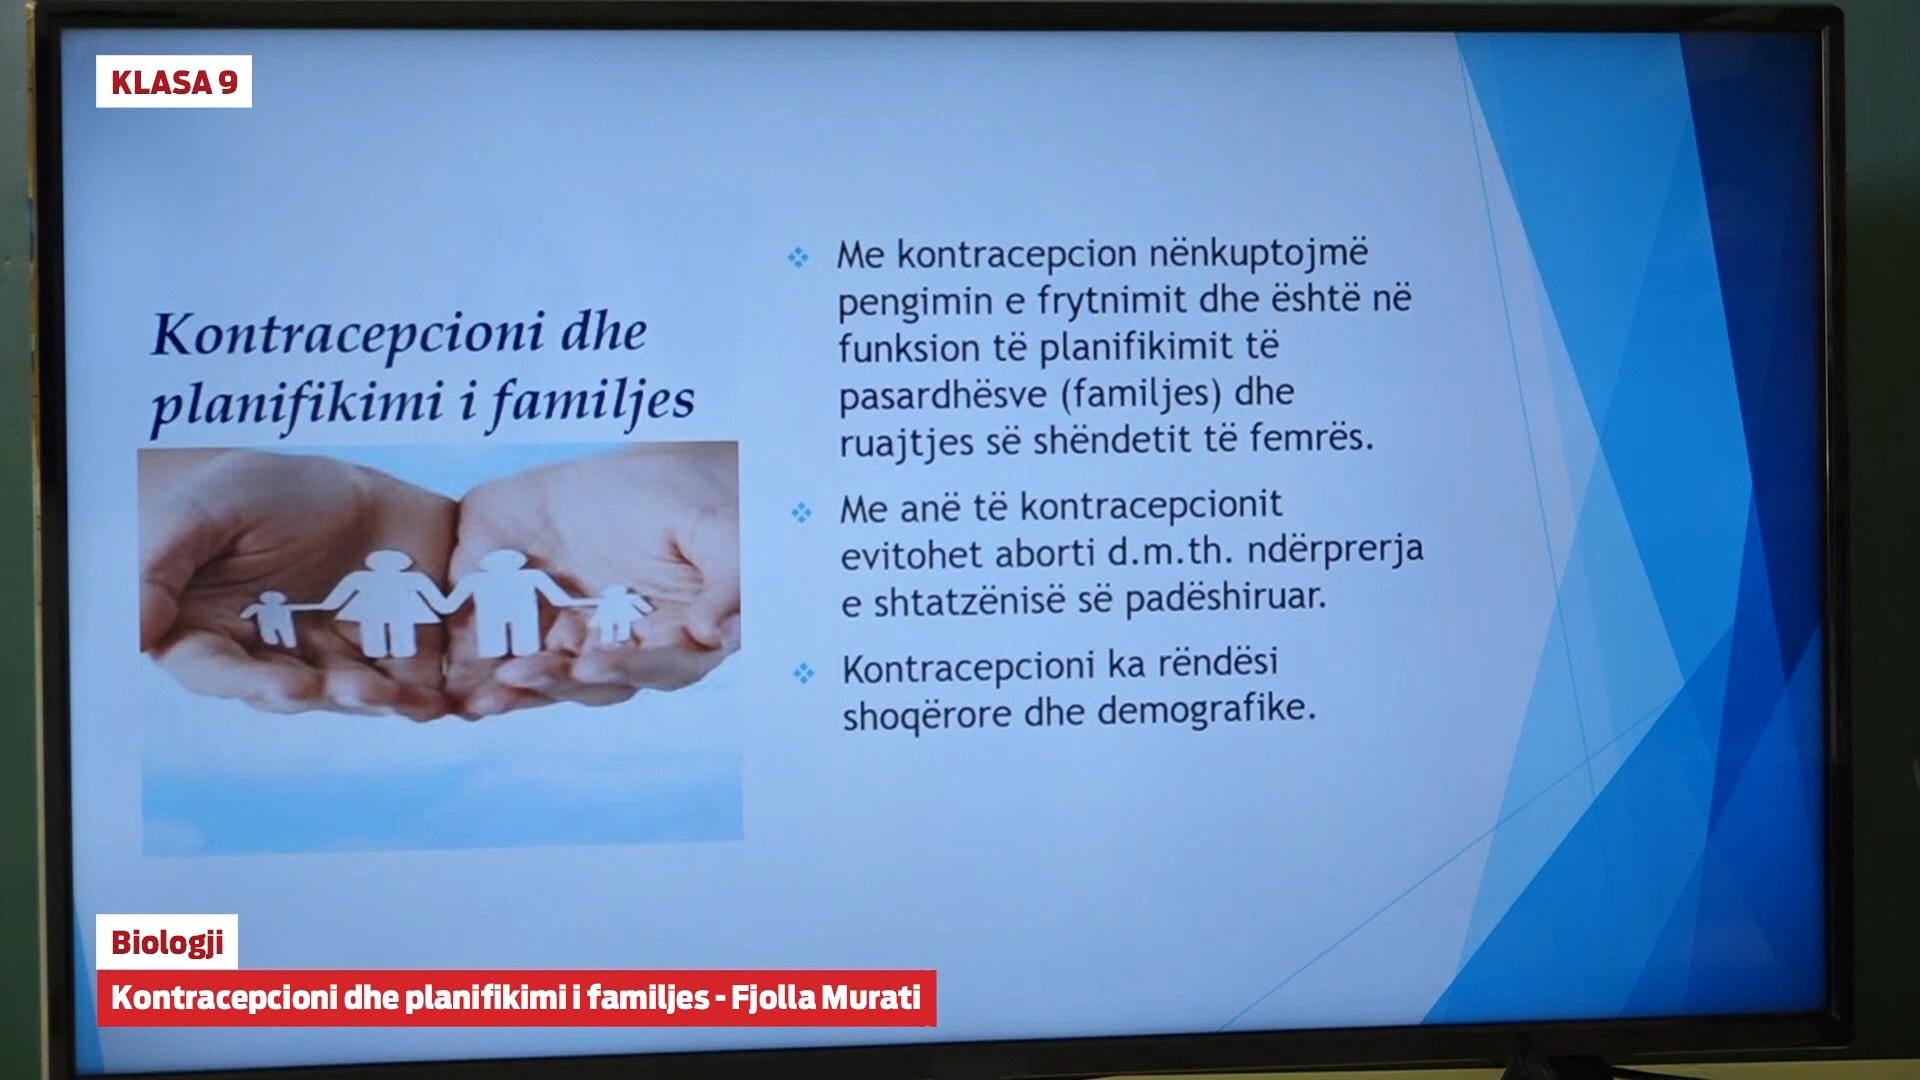 KLASA 9
Kontracepcioni dhe
planifikimi i familjes
Me kontracepcion nënkuptojmë
pengimin e frytnimit dhe është në
funksion të planifikimit të
pasardhësve (familjes) dhe
ruajtjes së shëndetit të femrës.
Me anë të kontracepcionit
evitohet aborti d.m.th. ndërprerja
e shtatzënisë së padëshiruar.
Kontracepcioni ka rëndësi
shoqërore dhe demografike.
Biologji
Kontracepcioni dhe planifikimi i familjes - Fjolla Murati